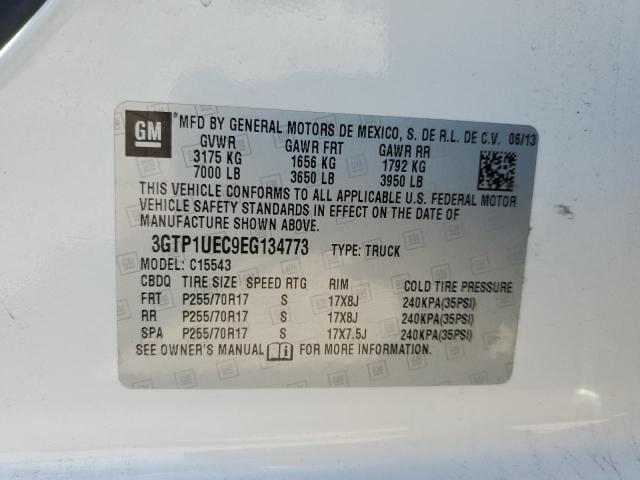 GM
MFD BY GENERAL MOTORS DE MEXICO, S. DE R.L. DE C.V. 06/13
GVWR GAWR FRT GAWR RR
3175 KG 1656 KG 1792 KG
7000 LB 3650 LB 3950 LB
THIS VEHICLE CONFORMS TO ALL APPLICABLE U.S. FEDERAL MOTOR
VEHICLE SAFETY STANDARDS IN EFFECT ON THE DATE OF
MANUFACTURE SHOWN ABOVE.
3GTP1UEC9EG134773 TYPE: TRUCK
MODEL: C15543
CBDQ TIRE SIZE SPEED RTG RIM COLD TIRE PRESSURE
FRT P255/70R17 S 17X8J 240KPA(35PSI)
RR P255/70R17 S 17X8J 240KPA(35PSI)
SPA P255/70R17 S 17X7.5J 240KPA(35PSI)
SEE OWNER'S MANUAL FOR MORE INFORMATION.